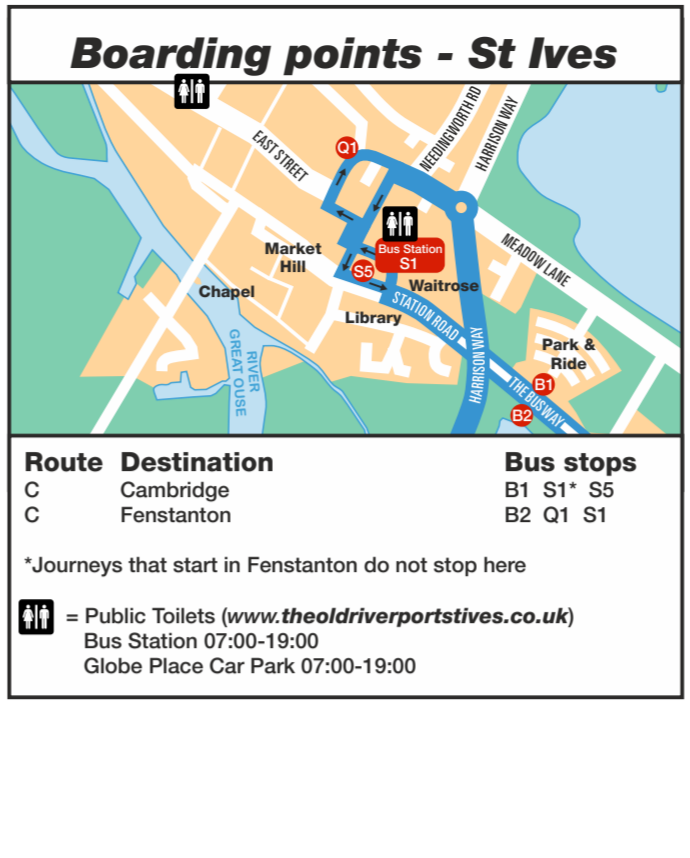 Boarding points - St Ives
NEEDINGWORTH RD
HARRISON WAY
EAST STREET
Q1
Market
Hill
Bus Station
S1
MEADOW LANE
S5
Waitrose
Chapel
STATION ROAD
Library
Park &
Ride
RIVER
GREAT OUSE
HARRISON WAY
THE BUSWAY
B1
B2
Route Destination Bus stops
C Cambridge B1 S1* S5
C Fenstanton B2 Q1 S1
*Journeys that start in Fenstanton do not stop here
= Public Toilets (www.theoldriverportstives.co.uk)
Bus Station 07:00-19:00
Globe Place Car Park 07:00-19:00